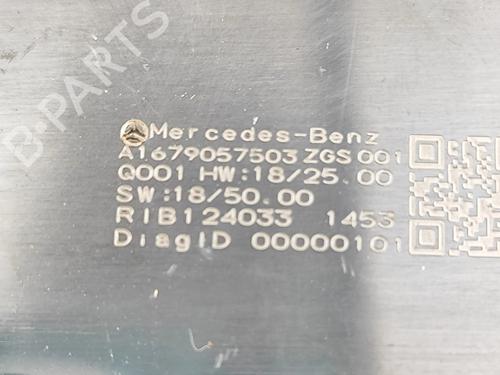 B-PARTS
Mercedes-Benz
A1679057503 ZGS 001
Q001 HW:18/25.00
SW:18/50.00
RIB124033 1453
DiagID 00000101